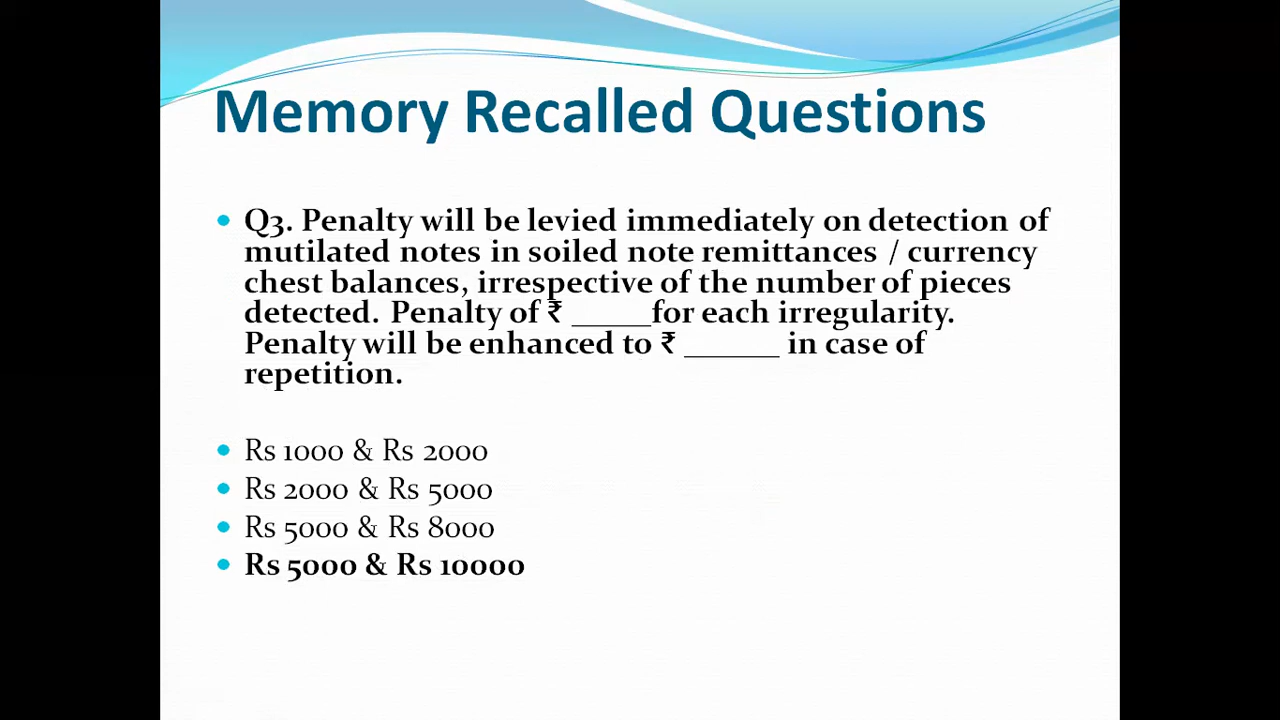 Memory Recalled Questions
• Q3. Penalty will be levied immediately on detection of
mutilated notes in soiled note remittances / currency
chest balances, irrespective of the number of pieces
detected. Penalty of ₹ _____for each irregularity.
Penalty will be enhanced to ₹ ______ in case of
repetition.
• Rs 1000 & Rs 2000
• Rs 2000 & Rs 5000
• Rs 5000 & Rs 8000
• Rs 5000 & Rs 10000